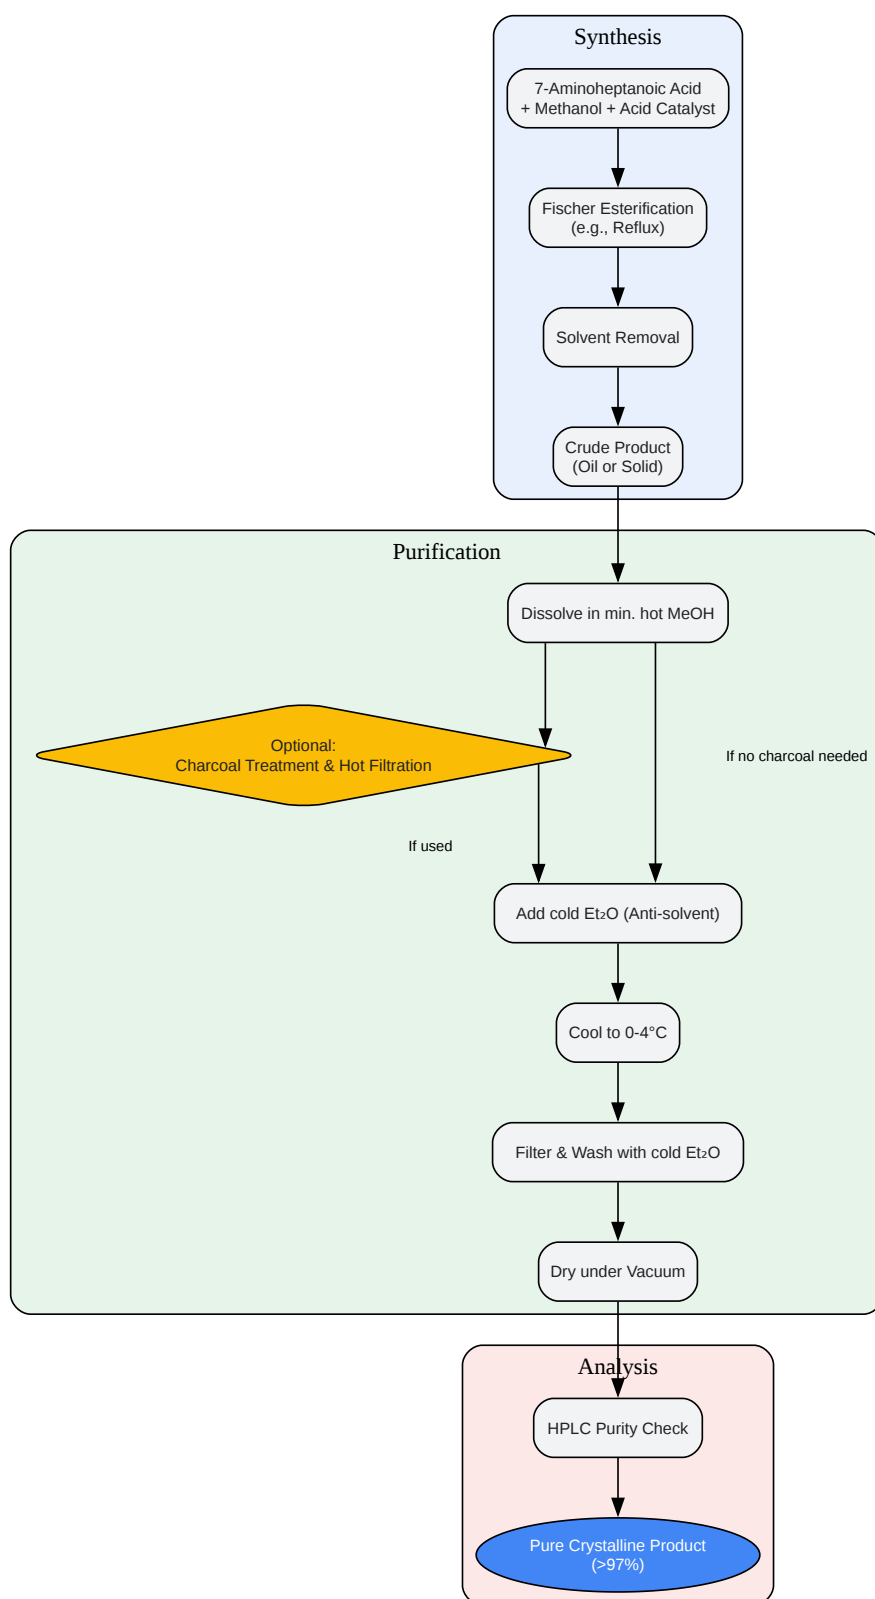 Synthesis
7-Aminoheptanoic Acid
+ Methanol + Acid Catalyst
Fischer Esterification
(e.g., Reflux)
Solvent Removal
Crude Product
(Oil or Solid)
Purification
Dissolve in min. hot MeOH
Optional:
Charcoal Treatment & Hot Filtration
If no charcoal needed
If used
Add cold Et₂O (Anti-solvent)
Cool to 0-4°C
Filter & Wash with cold Et₂O
Dry under Vacuum
Analysis
HPLC Purity Check
Pure Crystalline Product
(>97%)